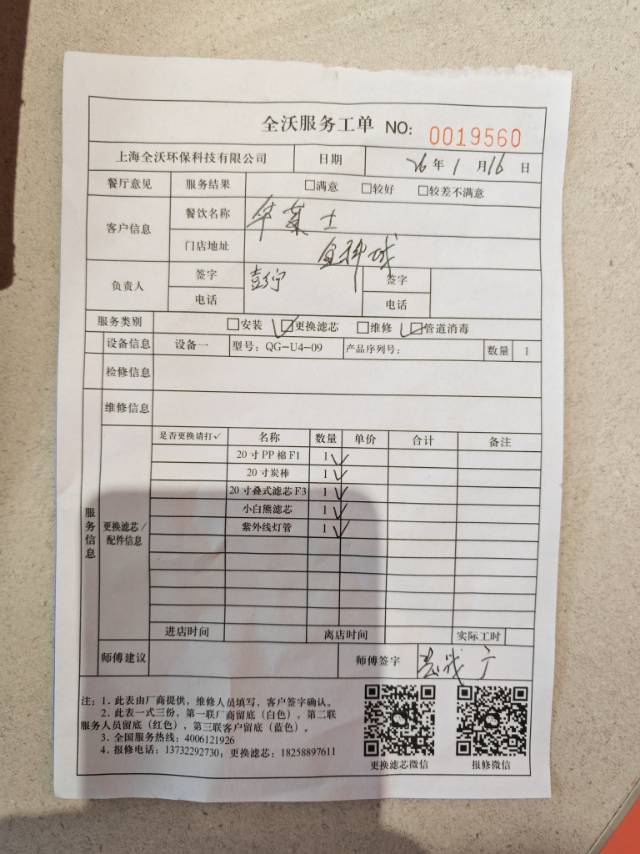 全沃服务工单 NO: 0019560
上海全沃环保科技有限公司 日期 26年1月16日
餐厅意见 服务结果 □满意 □较好 □较差不满意
客户信息 餐饮名称 华莱士
门店地址
负责人 签字 签字
电话 电话
服务类别 □安装 ☑更换滤芯 □维修 ☑管道消毒
设备信息 设备一 型号：QG-U4-09 产品序列号： 数量 1
检修信息
维修信息
服务信息
更换滤芯/配件信息
是否更换请打✓ 名称 数量 单价 合计 备注
20寸PP棉F1 1 ✓
20寸炭棒 1 ✓
20寸叠式滤芯F3 1 ✓
小白熊滤芯 1 ✓
紫外线灯管 1 ✓
进店时间 离店时间 实际工时
师傅建议 师傅签字
注：1．此表由厂商提供，维修人员填写，客户签字确认。
2．此表一式三份，第一联厂商留底（白色），第二联
服务人员留底（红色），第三联客户留底（蓝色）。
3．全国服务热线：4006121926
4．报修电话：13732292730；更换滤芯：18258897611
更换滤芯微信 报修微信